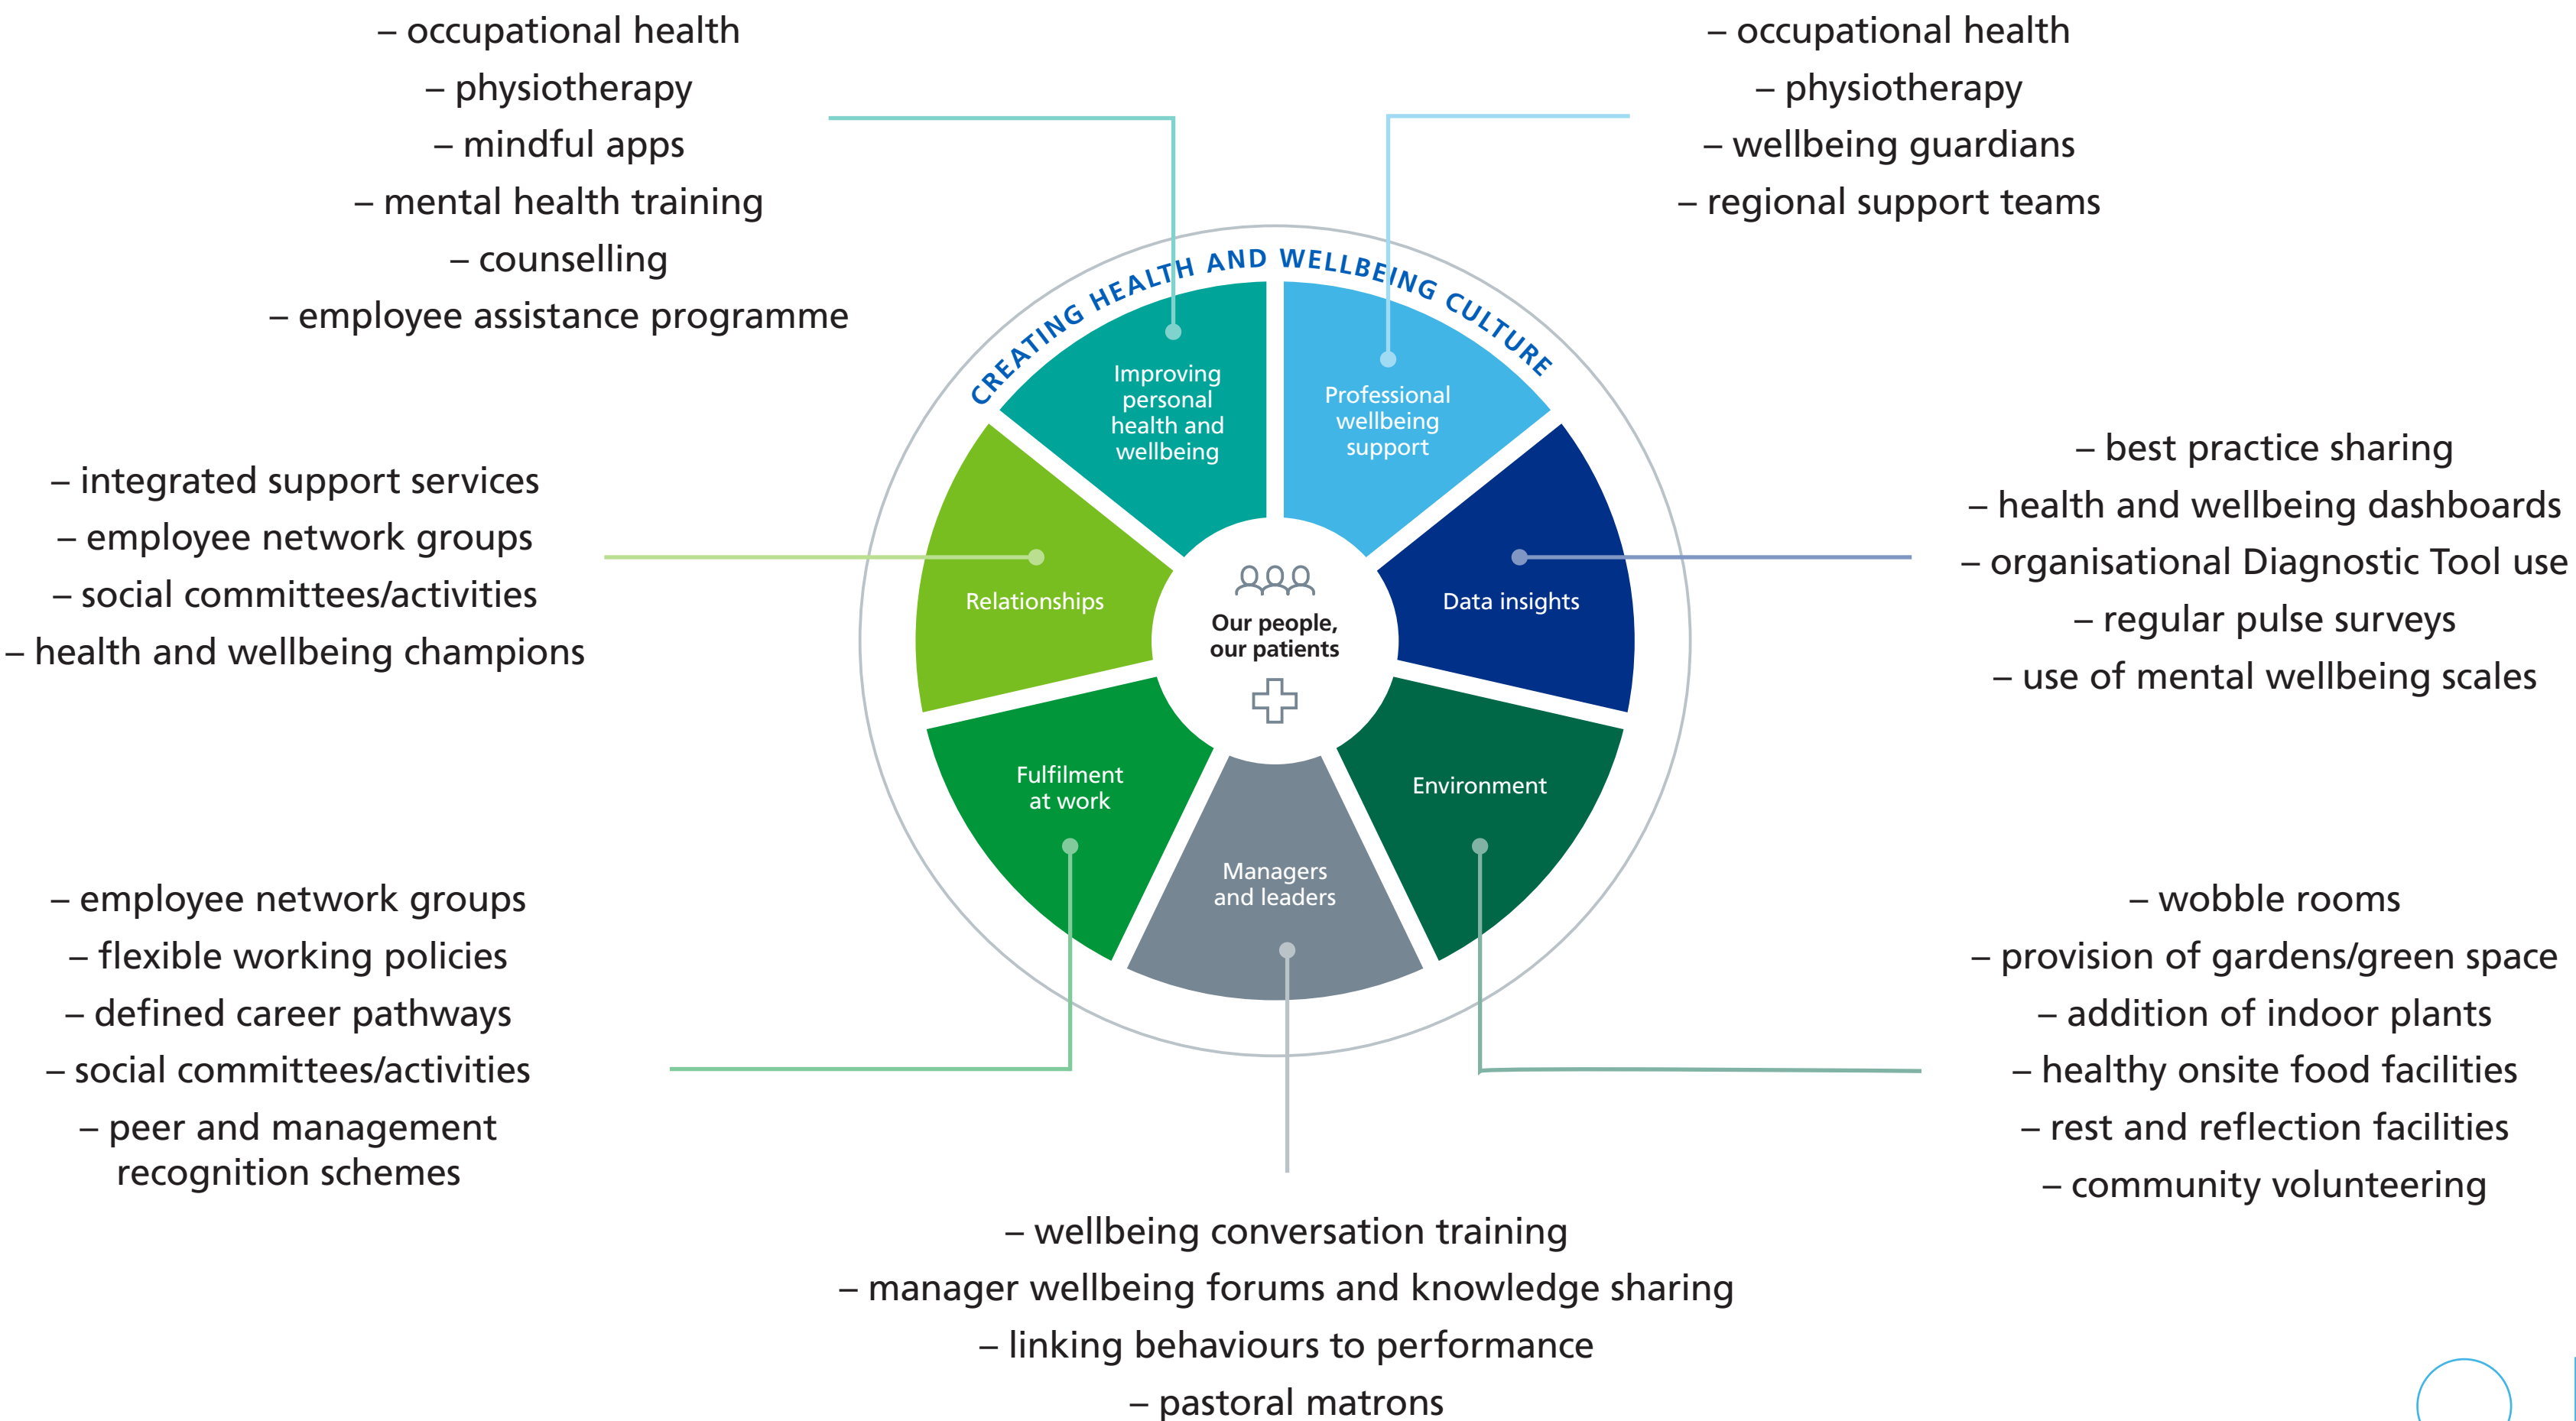 – occupational health
– physiotherapy
– mindful apps
– mental health training
– counselling
– employee assistance programme
– occupational health
– physiotherapy
– wellbeing guardians
– regional support teams
CREATING HEALTH AND WELLBEING CULTURE
Improving
personal
health and
wellbeing
Professional
wellbeing
support
– integrated support services
– employee network groups
– social committees/activities
– health and wellbeing champions
Relationships
Our people,
our patients
Data insights
– best practice sharing
– health and wellbeing dashboards
– organisational Diagnostic Tool use
– regular pulse surveys
– use of mental wellbeing scales
Fulfilment
at work
Managers
and leaders
Environment
– employee network groups
– flexible working policies
– defined career pathways
– social committees/activities
– peer and management
recognition schemes
– wobble rooms
– provision of gardens/green space
– addition of indoor plants
– healthy onsite food facilities
– rest and reflection facilities
– community volunteering
– wellbeing conversation training
– manager wellbeing forums and knowledge sharing
– linking behaviours to performance
– pastoral matrons